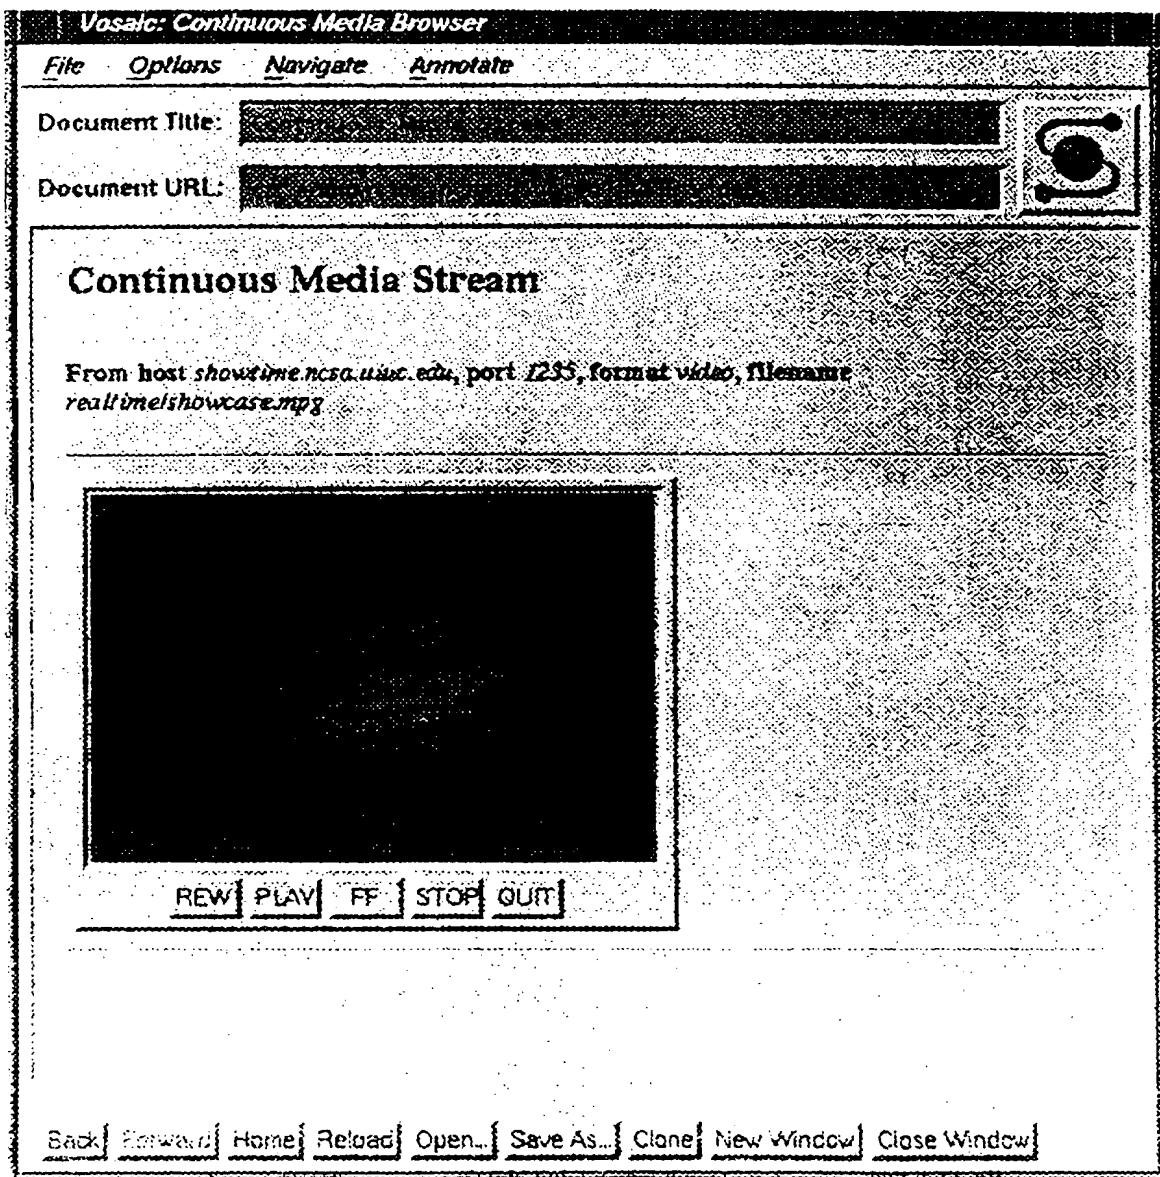 Vosaic: Continuous Media Browser
File Options Navigate Annotate
Document Title:
Document URL:
Continuous Media Stream
From host showtime.ncsa.uiuc.edu, port 1235, format video, filename
realtime/showcase.mpg
REW PLAY FF STOP QUIT
Back Forward Home Reload Open... Save As... Clone New Window Close Window